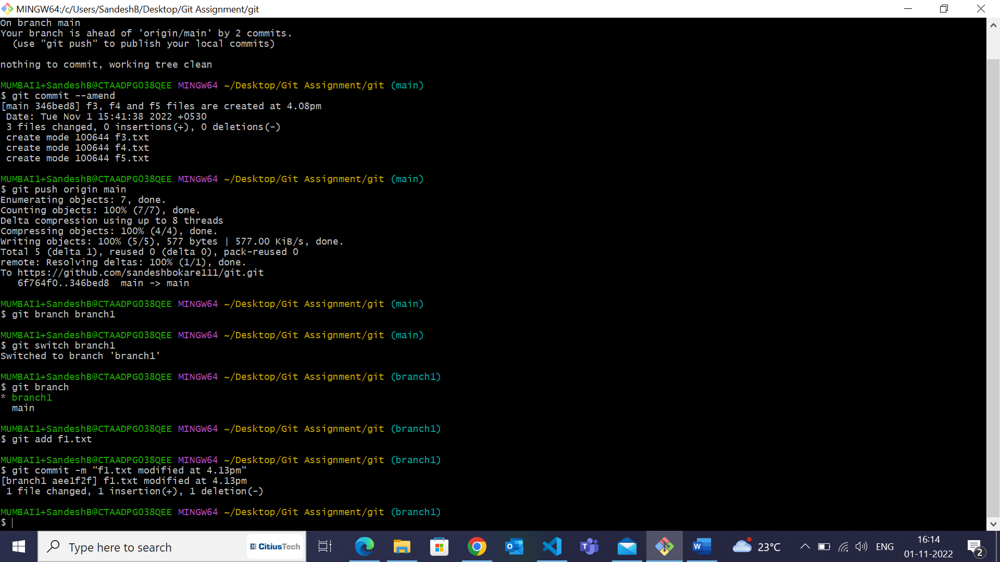 MINGW64:/c/Users/SandeshB/Desktop/Git Assignment/git
On branch main
Your branch is ahead of 'origin/main' by 2 commits.
  (use "git push" to publish your local commits)
nothing to commit, working tree clean
MUMBAI1+SandeshB@CTAADPG038QEE MINGW64 ~/Desktop/Git Assignment/git (main)
$ git commit --amend
[main 346bed8] f3, f4 and f5 files are created at 4.08pm
 Date: Tue Nov 1 15:41:38 2022 +0530
 3 files changed, 0 insertions(+), 0 deletions(-)
 create mode 100644 f3.txt
 create mode 100644 f4.txt
 create mode 100644 f5.txt
MUMBAI1+SandeshB@CTAADPG038QEE MINGW64 ~/Desktop/Git Assignment/git (main)
$ git push origin main
Enumerating objects: 7, done.
Counting objects: 100% (7/7), done.
Delta compression using up to 8 threads
Compressing objects: 100% (4/4), done.
Writing objects: 100% (5/5), 577 bytes | 577.00 KiB/s, done.
Total 5 (delta 1), reused 0 (delta 0), pack-reused 0
remote: Resolving deltas: 100% (1/1), done.
To https://github.com/sandeshbokare111/git.git
   6f764f0..346bed8  main -> main
MUMBAI1+SandeshB@CTAADPG038QEE MINGW64 ~/Desktop/Git Assignment/git (main)
$ git branch branch1
MUMBAI1+SandeshB@CTAADPG038QEE MINGW64 ~/Desktop/Git Assignment/git (main)
$ git switch branch1
Switched to branch 'branch1'
MUMBAI1+SandeshB@CTAADPG038QEE MINGW64 ~/Desktop/Git Assignment/git (branch1)
$ git branch
* branch1
  main
MUMBAI1+SandeshB@CTAADPG038QEE MINGW64 ~/Desktop/Git Assignment/git (branch1)
$ git add f1.txt
MUMBAI1+SandeshB@CTAADPG038QEE MINGW64 ~/Desktop/Git Assignment/git (branch1)
$ git commit -m "f1.txt modified at 4.13pm"
[branch1 aee1f2f] f1.txt modified at 4.13pm
 1 file changed, 1 insertion(+), 1 deletion(-)
MUMBAI1+SandeshB@CTAADPG038QEE MINGW64 ~/Desktop/Git Assignment/git (branch1)
$
Type here to search
CitiusTech
23°C
ENG
16:14
01-11-2022
2